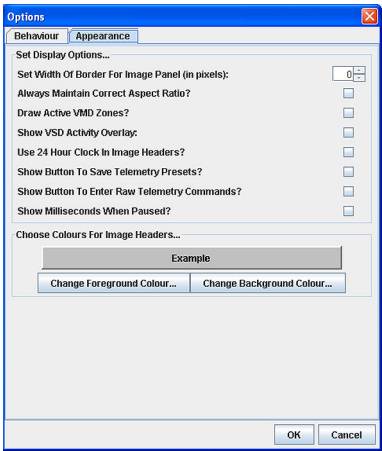 Options
Behaviour Appearance
Set Display Options...
Set Width Of Border For Image Panel (in pixels): 0
Always Maintain Correct Aspect Ratio?
Draw Active VMD Zones?
Show VSD Activity Overlay:
Use 24 Hour Clock In Image Headers?
Show Button To Save Telemetry Presets?
Show Button To Enter Raw Telemetry Commands?
Show Milliseconds When Paused?
Choose Colours For Image Headers...
Example
Change Foreground Colour... Change Background Colour...
OK Cancel